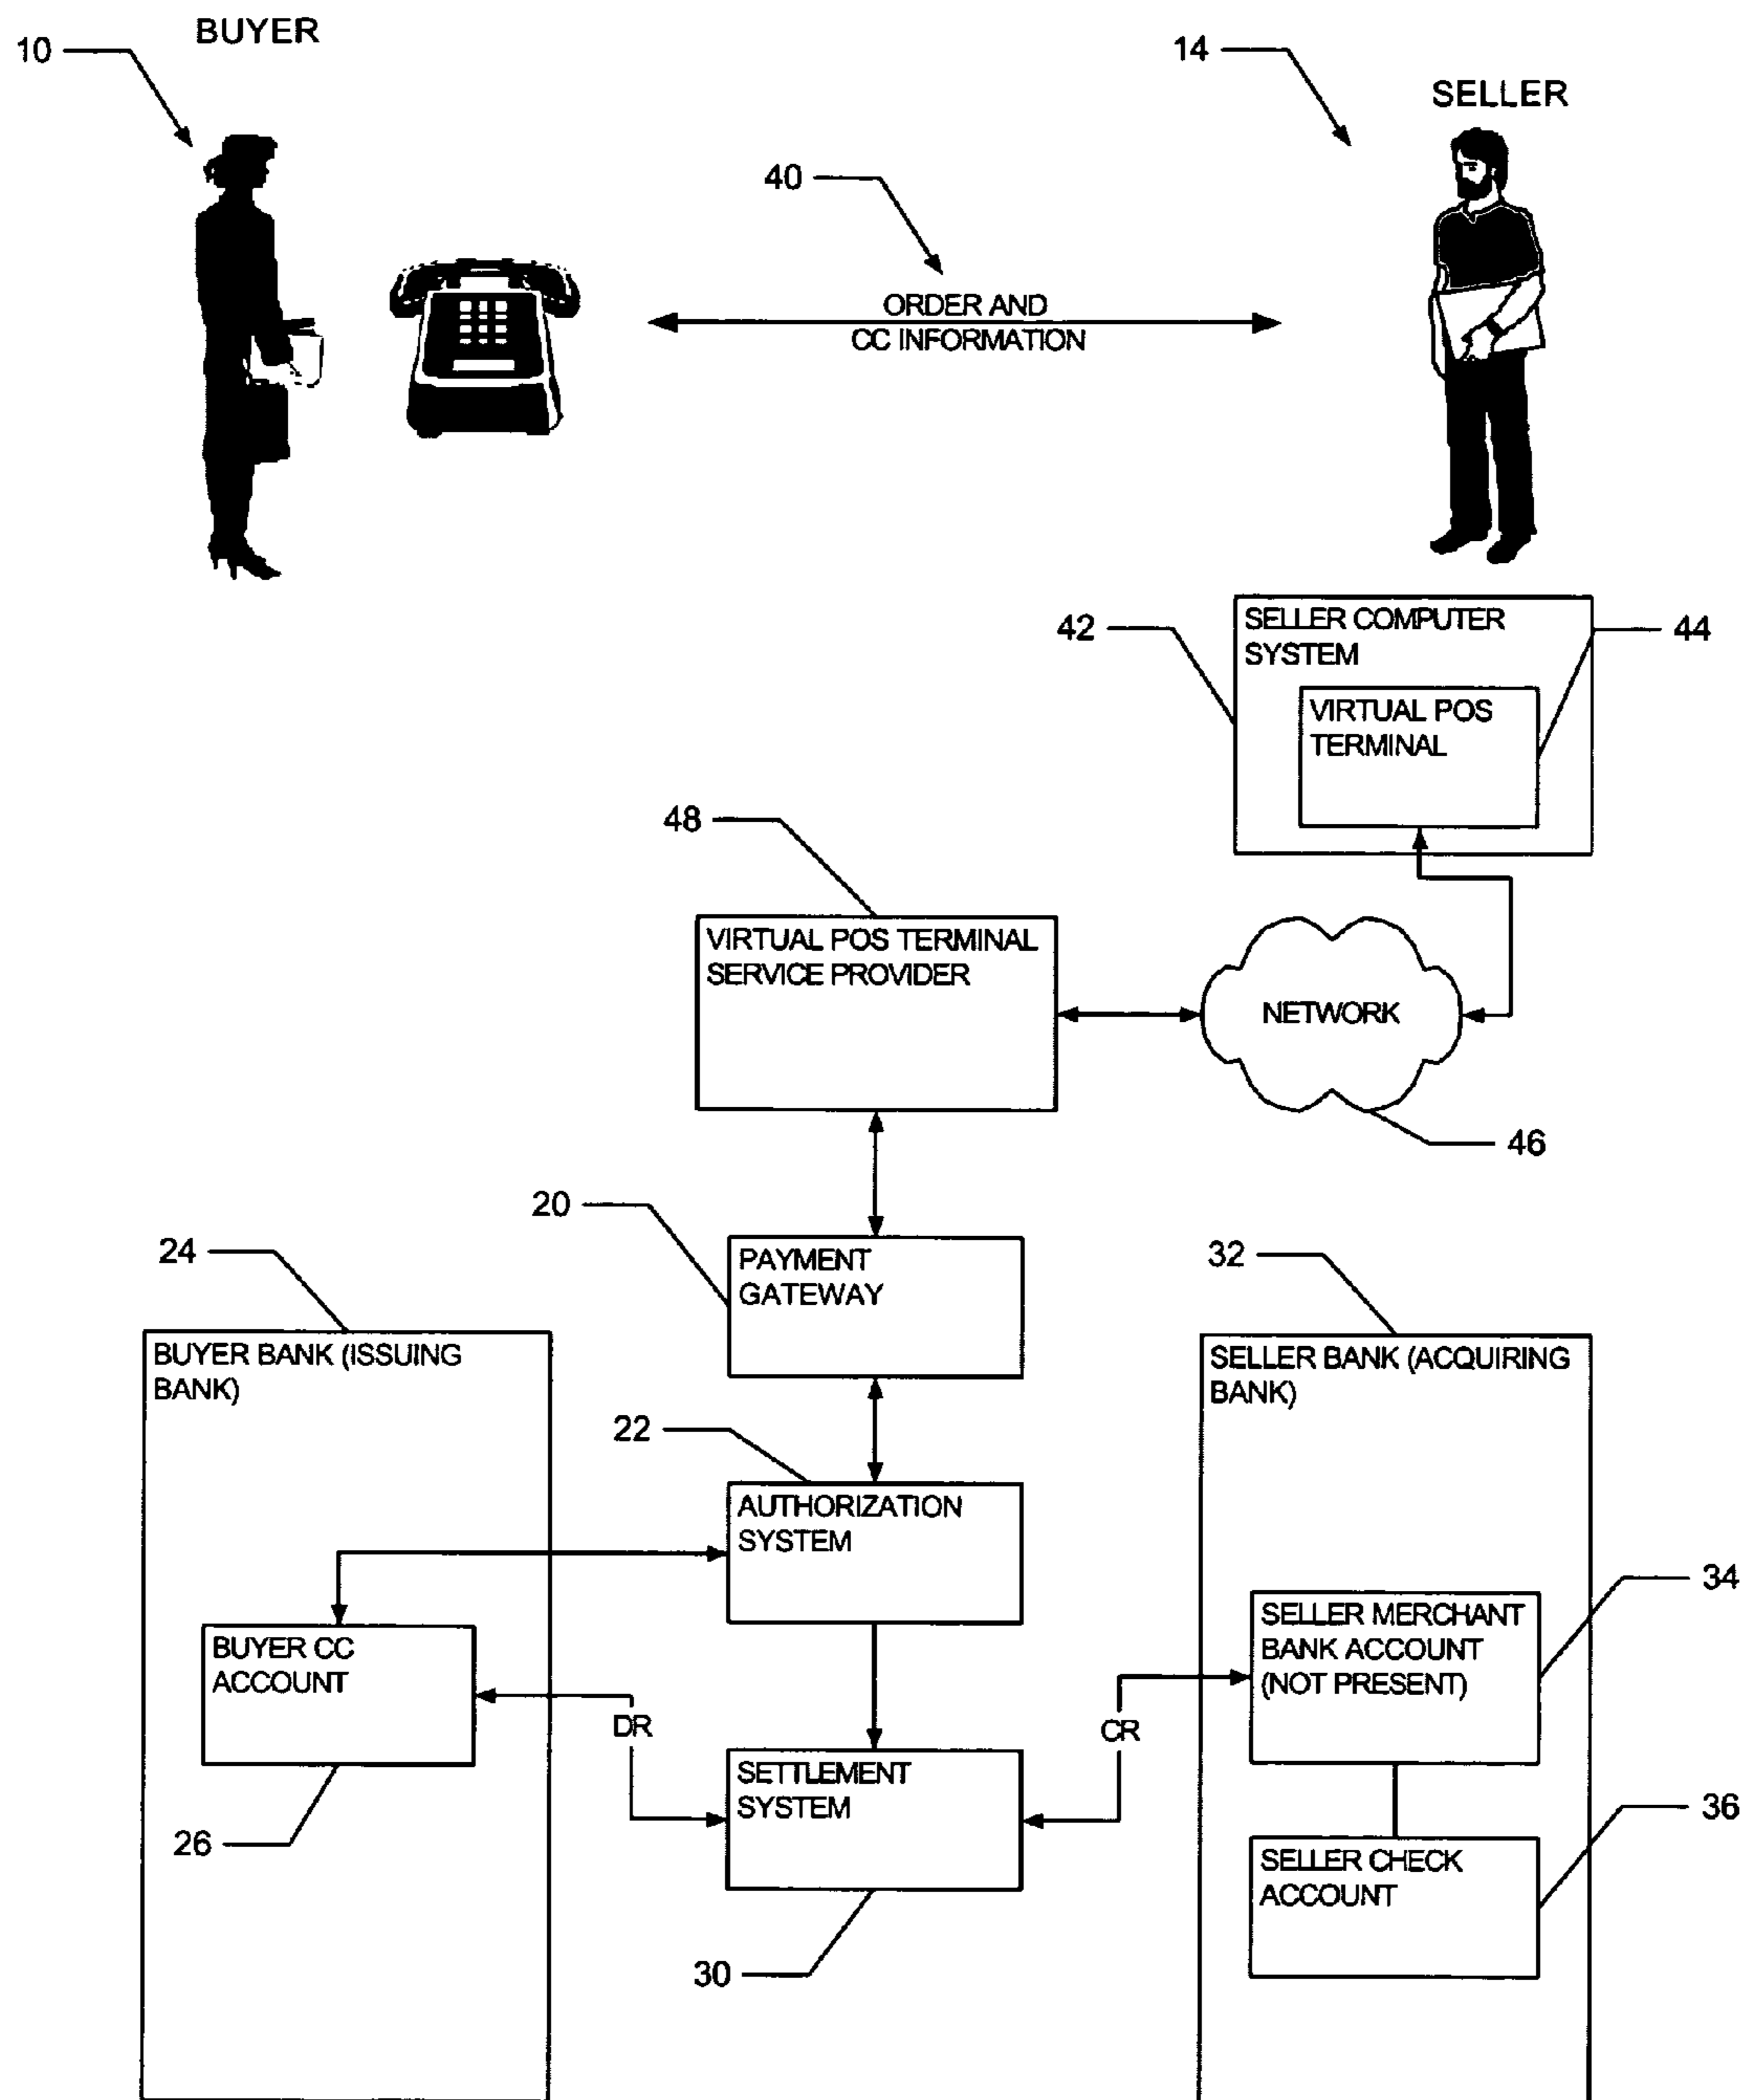 BUYER
10
14
SELLER
40
ORDER AND
CC INFORMATION
42
SELLER COMPUTER
SYSTEM
44
VIRTUAL POS
TERMINAL
48
VIRTUAL POS TERMINAL
SERVICE PROVIDER
NETWORK
46
20
PAYMENT
GATEWAY
24
32
BUYER BANK (ISSUING
BANK)
SELLER BANK (ACQUIRING
BANK)
22
AUTHORIZATION
SYSTEM
34
BUYER CC
ACCOUNT
SELLER MERCHANT
BANK ACCOUNT
(NOT PRESENT)
DR
CR
SETTLEMENT
SYSTEM
26
36
SELLER CHECK
ACCOUNT
30